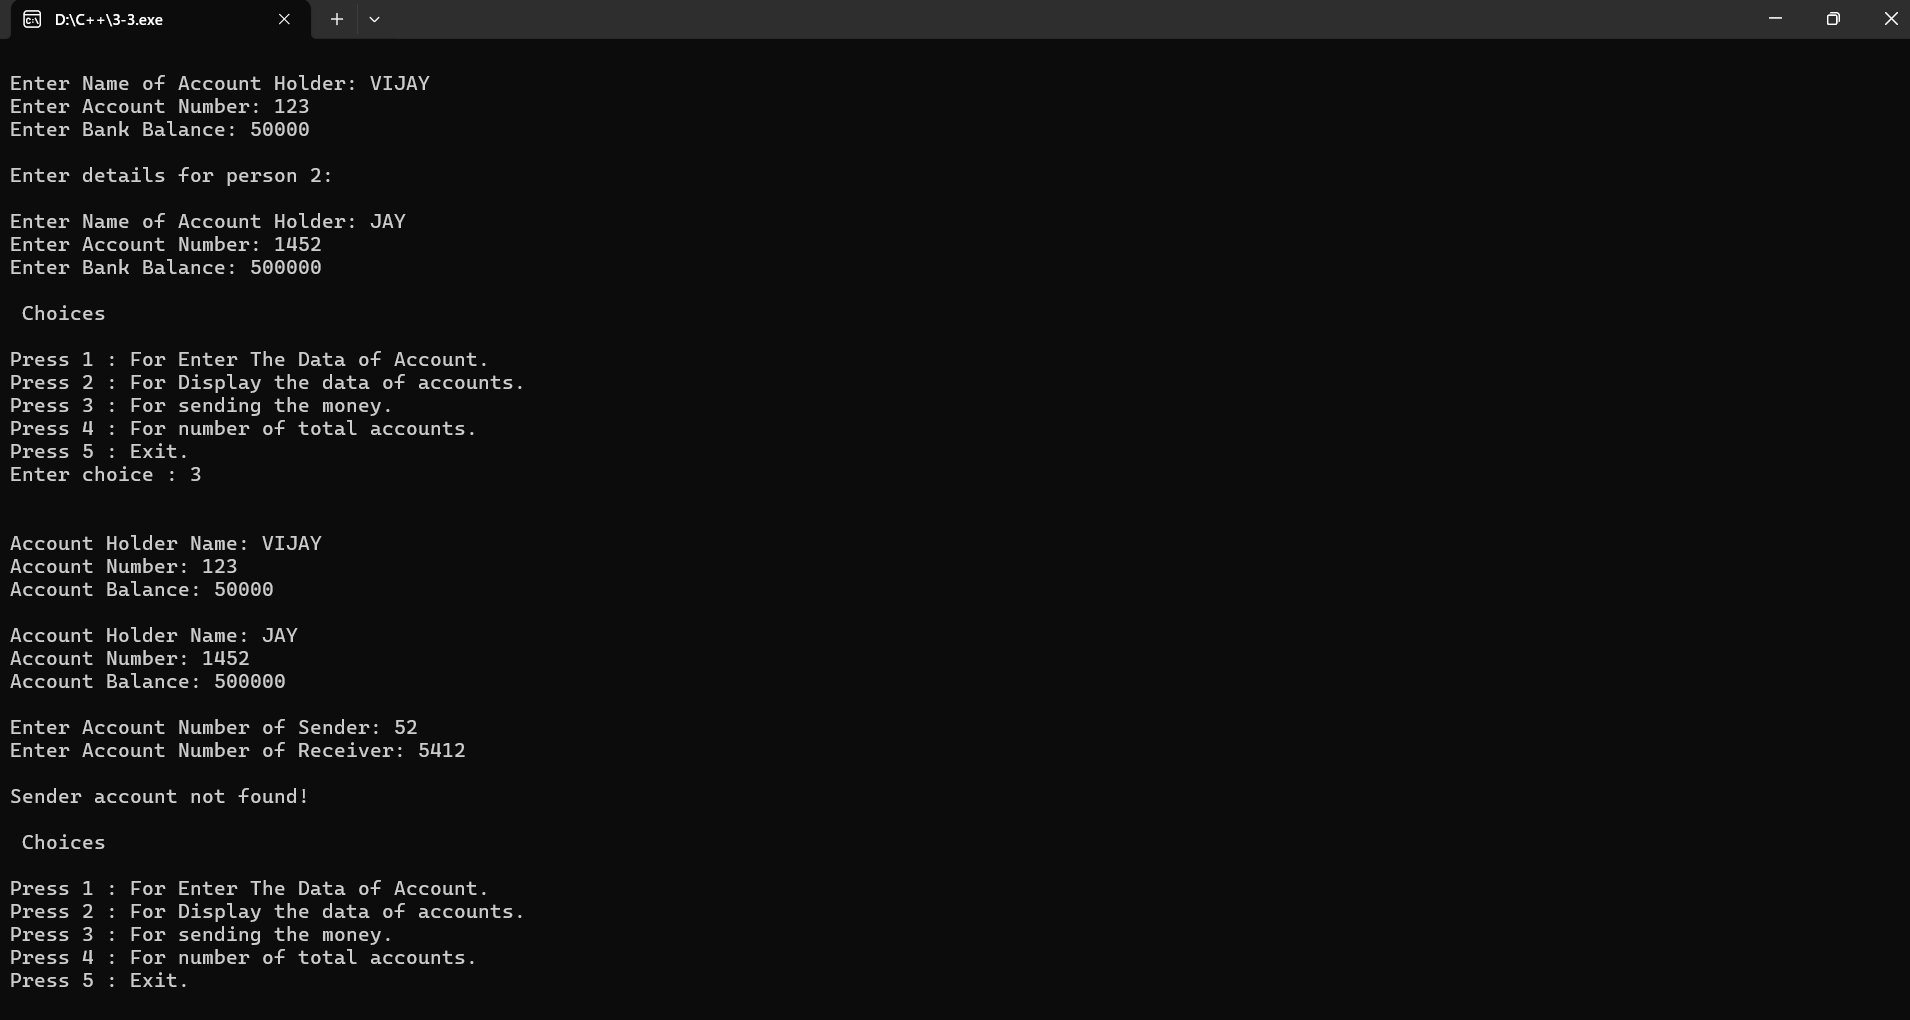 D:\C++\3-3.exe
Enter Name of Account Holder: VIJAY
Enter Account Number: 123
Enter Bank Balance: 50000
Enter details for person 2:
Enter Name of Account Holder: JAY
Enter Account Number: 1452
Enter Bank Balance: 500000
Choices
Press 1 : For Enter The Data of Account.
Press 2 : For Display the data of accounts.
Press 3 : For sending the money.
Press 4 : For number of total accounts.
Press 5 : Exit.
Enter choice : 3
Account Holder Name: VIJAY
Account Number: 123
Account Balance: 50000
Account Holder Name: JAY
Account Number: 1452
Account Balance: 500000
Enter Account Number of Sender: 52
Enter Account Number of Receiver: 5412
Sender account not found!
Choices
Press 1 : For Enter The Data of Account.
Press 2 : For Display the data of accounts.
Press 3 : For sending the money.
Press 4 : For number of total accounts.
Press 5 : Exit.